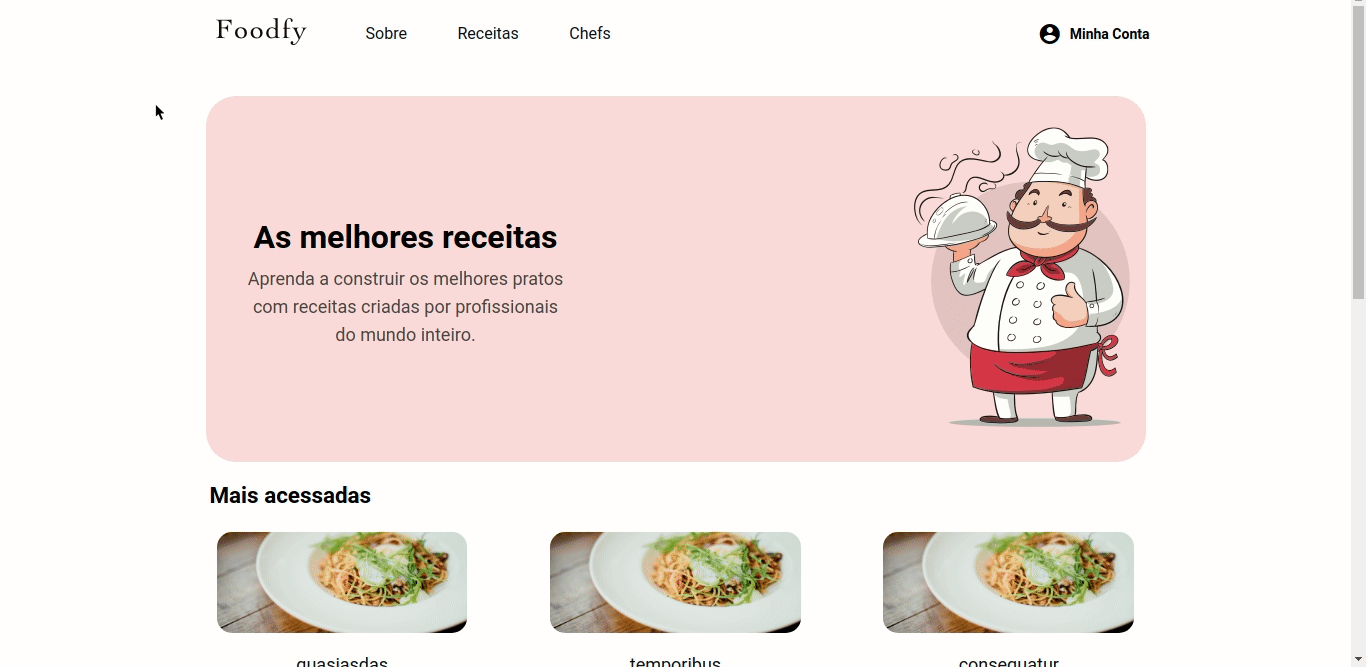 Foodfy
Sobre
Receitas
Chefs
Minha Conta
As melhores receitas
Aprenda a construir os melhores pratos
com receitas criadas por profissionais
do mundo inteiro.
Mais acessadas
quasiasdas
temporibus
consequatur